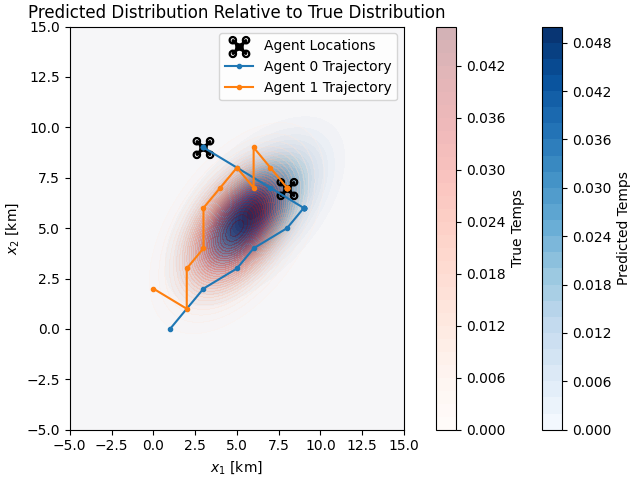 Predicted Distribution Relative to True Distribution
Agent Locations
Agent 0 Trajectory
Agent 1 Trajectory
15.0
12.5
10.0
7.5
5.0
2.5
0.0
−2.5
−5.0
x₂ [km]
−5.0 −2.5 0.0 2.5 5.0 7.5 10.0 12.5 15.0
x₁ [km]
0.042
0.036
0.030
0.024
0.018
0.012
0.006
0.000
True Temps
0.048
0.042
0.036
0.030
0.024
0.018
0.012
0.006
0.000
Predicted Temps